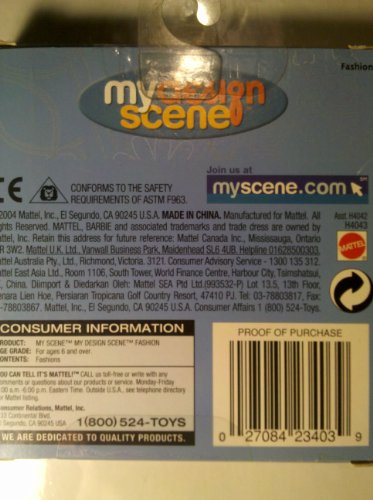 Fashion
my design
scene
Join us at
myscene.com
CE CONFORMS TO THE SAFETY
REQUIREMENTS OF ASTM F963.
2004 Mattel, Inc., El Segundo, CA 90245 U.S.A. MADE IN CHINA. Manufactured for Mattel. All
Rights Reserved. MATTEL, BARBIE and associated trademarks and trade dress are owned by
Mattel, Inc. Retain this address for future reference: Mattel Canada Inc., Mississauga, Ontario
5R 3W2. Mattel U.K. Ltd., Vanwall Business Park, Maidenhead SL6 4UB. Helpline 01628500303.
Mattel Australia Pty., Ltd., Richmond, Victoria. 3121. Consumer Advisory Service - 1300 135 312.
Mattel East Asia Ltd., Room 1106, South Tower, World Finance Centre, Harbour City, Tsimshatsui,
HK, China. Diimport & Diedarkan Oleh: Mattel SEA Ptd Ltd.(993532-P) Lot 13.5, 13th Floor,
Menara Lien Hoe, Persiaran Tropicana Golf Country Resort, 47410 PJ. Tel: 03-78803817, Fax:
03-78803867. Mattel, Inc., El Segundo, CA 90245 U.S.A. Consumer Affairs 1 (800) 524-Toys.
Asst. H4042
H4043
MATTEL
CONSUMER INFORMATION
PRODUCT: MY SCENE™ MY DESIGN SCENE™ FASHION
AGE GRADE: For ages 6 and over
CONTENTS: Fashions
YOU CAN TELL IT'S MATTEL! CALL us toll-free or write with any
comments or questions about our products or service. Monday-Friday
8:00 a.m.-6:00 p.m. Eastern Time. Outside U.S.A., see telephone directory
for Mattel listing.
Consumer Relations, Mattel, Inc.
333 Continental Blvd.
El Segundo, CA 90245 USA
1(800) 524-TOYS
WE ARE DEDICATED TO QUALITY PRODUCTS.
PROOF OF PURCHASE
0 27084 23403 9